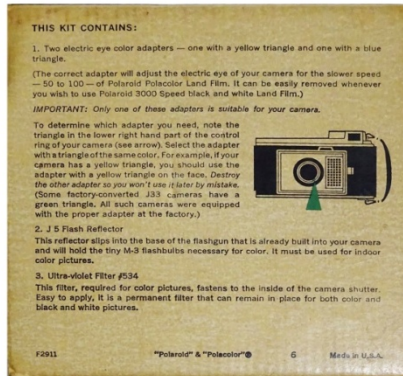 THIS KIT CONTAINS:
1. Two electric eye color adapters — one with a yellow triangle and one with a blue
triangle.
(The correct adapter will adjust the electric eye of your camera for the slower speed
— 50 to 100 — of Polaroid Polacolor Land Film. It can be easily removed whenever
you wish to use Polaroid 3000 Speed black and white Land Film.)
IMPORTANT: Only one of these adapters is suitable for your camera.
To determine which adapter you need, note the
triangle in the lower right hand part of the control
ring of your camera (see arrow). Select the adapter
with a triangle of the same color. For example, if your
camera has a yellow triangle, you should use the
adapter with a yellow triangle on the face. Destroy
the other adapter so you won't use it later by mistake.
(Some factory-converted J33 cameras have a
green triangle. All such cameras were equipped
with the proper adapter at the factory.)
2. J 5 Flash Reflector
This reflector slips into the base of the flashgun that is already built into your camera
and will hold the tiny M-3 flashbulbs necessary for color. It must be used for indoor
color pictures.
3. Ultra-violet Filter #534
This filter, required for color pictures, fastens to the inside of the camera shutter.
Easy to apply, it is a permanent filter that can remain in place for both color and
black and white pictures.
F2911 "Polaroid" & "Polacolor"® 6 Made in U.S.A.